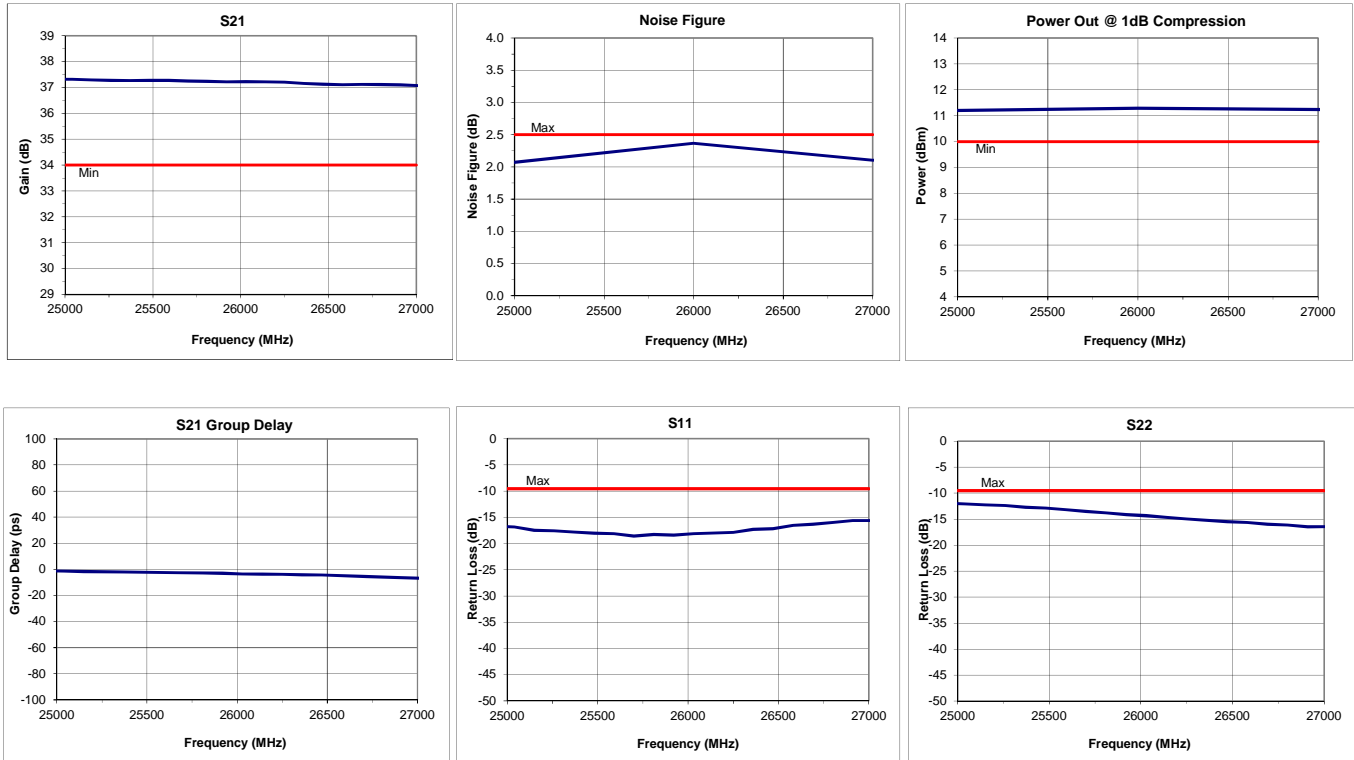 S21
Gain (dB)
39
38
37
36
35
34
33
32
31
30
29
Min
25000 25500 26000 26500 27000
Frequency (MHz)
Noise Figure
Noise Figure (dB)
4.0
3.5
3.0
2.5
2.0
1.5
1.0
0.5
0.0
Max
25000 25500 26000 26500 27000
Frequency (MHz)
Power Out @ 1dB Compression
Power (dBm)
14
13
12
11
10
9
8
7
6
5
4
Min
25000 25500 26000 26500 27000
Frequency (MHz)
S21 Group Delay
Group Delay (ps)
100
80
60
40
20
0
-20
-40
-60
-80
-100
25000 25500 26000 26500 27000
Frequency (MHz)
S11
Return Loss (dB)
0
-5
-10
-15
-20
-25
-30
-35
-40
-45
-50
Max
25000 25500 26000 26500 27000
Frequency (MHz)
S22
Return Loss (dB)
0
-5
-10
-15
-20
-25
-30
-35
-40
-45
-50
Max
25000 25500 26000 26500 27000
Frequency (MHz)